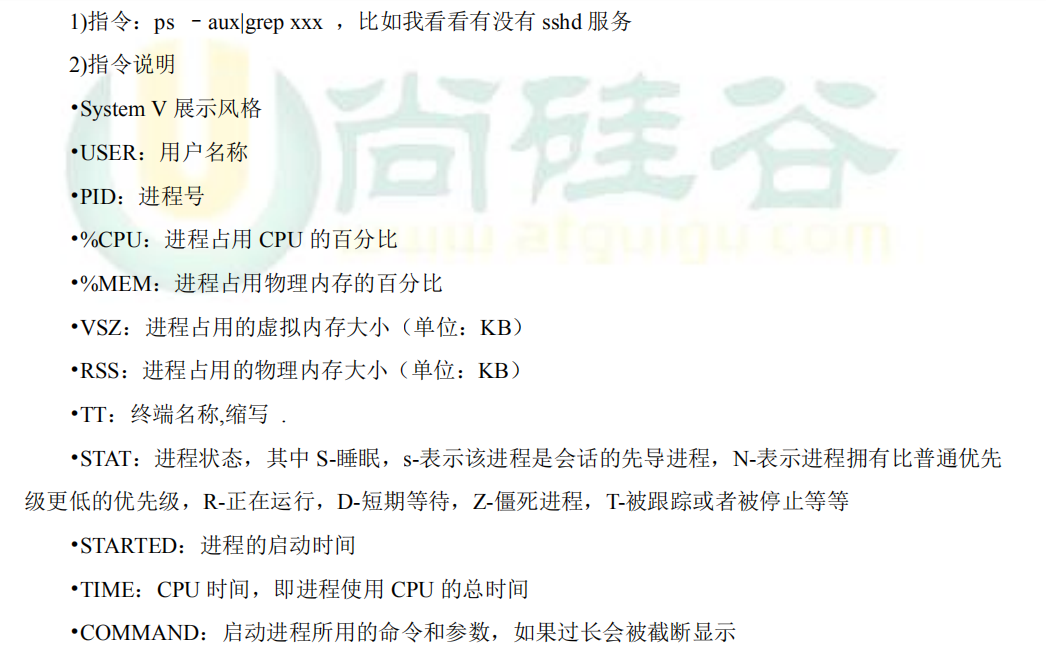 1)指令：ps －aux|grep xxx ，比如我看看有没有 sshd 服务
2)指令说明
•System V 展示风格
•USER：用户名称
•PID：进程号
•%CPU：进程占用 CPU 的百分比
•%MEM：进程占用物理内存的百分比
•VSZ：进程占用的虚拟内存大小（单位：KB）
•RSS：进程占用的物理内存大小（单位：KB）
•TT：终端名称,缩写 .
•STAT：进程状态，其中 S-睡眠，s-表示该进程是会话的先导进程，N-表示进程拥有比普通优先
级更低的优先级，R-正在运行，D-短期等待，Z-僵死进程，T-被跟踪或者被停止等等
•STARTED：进程的启动时间
•TIME：CPU 时间，即进程使用 CPU 的总时间
•COMMAND：启动进程所用的命令和参数，如果过长会被截断显示
尚硅谷
www.atguigu.com